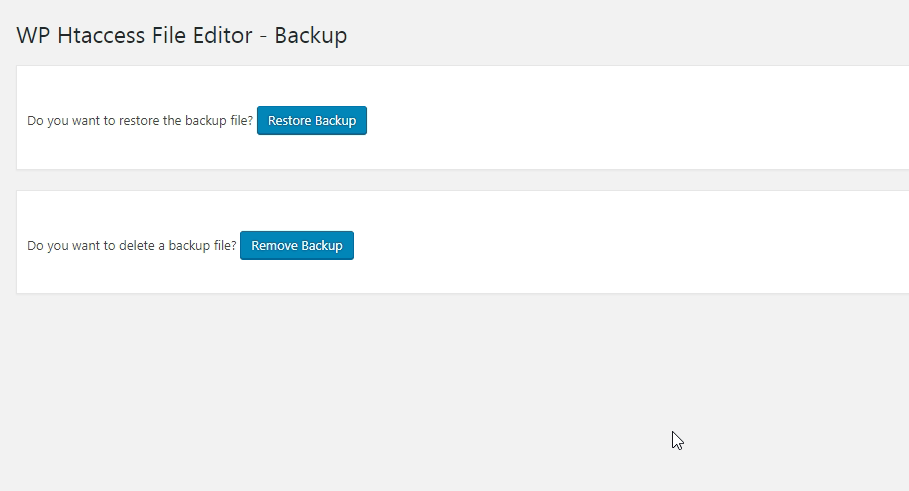 WP Htaccess File Editor - Backup
Do you want to restore the backup file? Restore Backup
Do you want to delete a backup file? Remove Backup